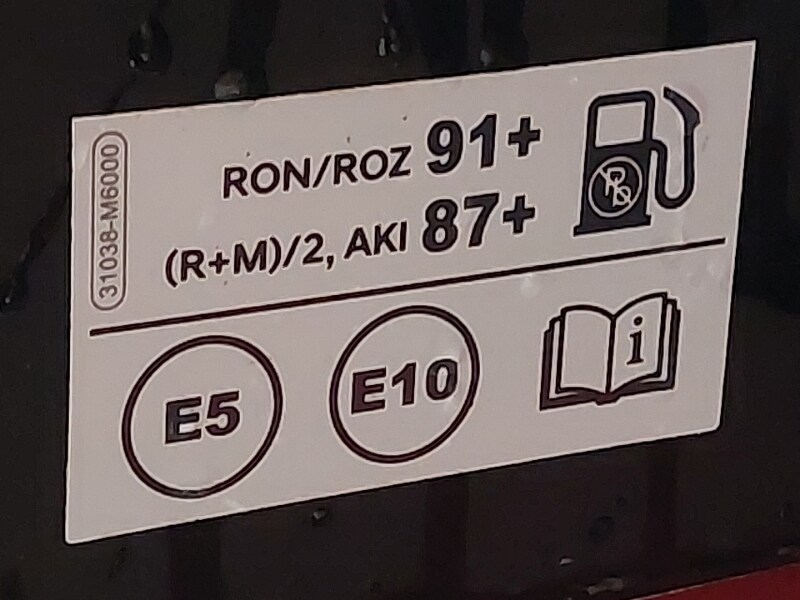 31038-M6000
RON/ROZ 91+
(R+M)/2, AKI 87+
Pb
E5
E10
i